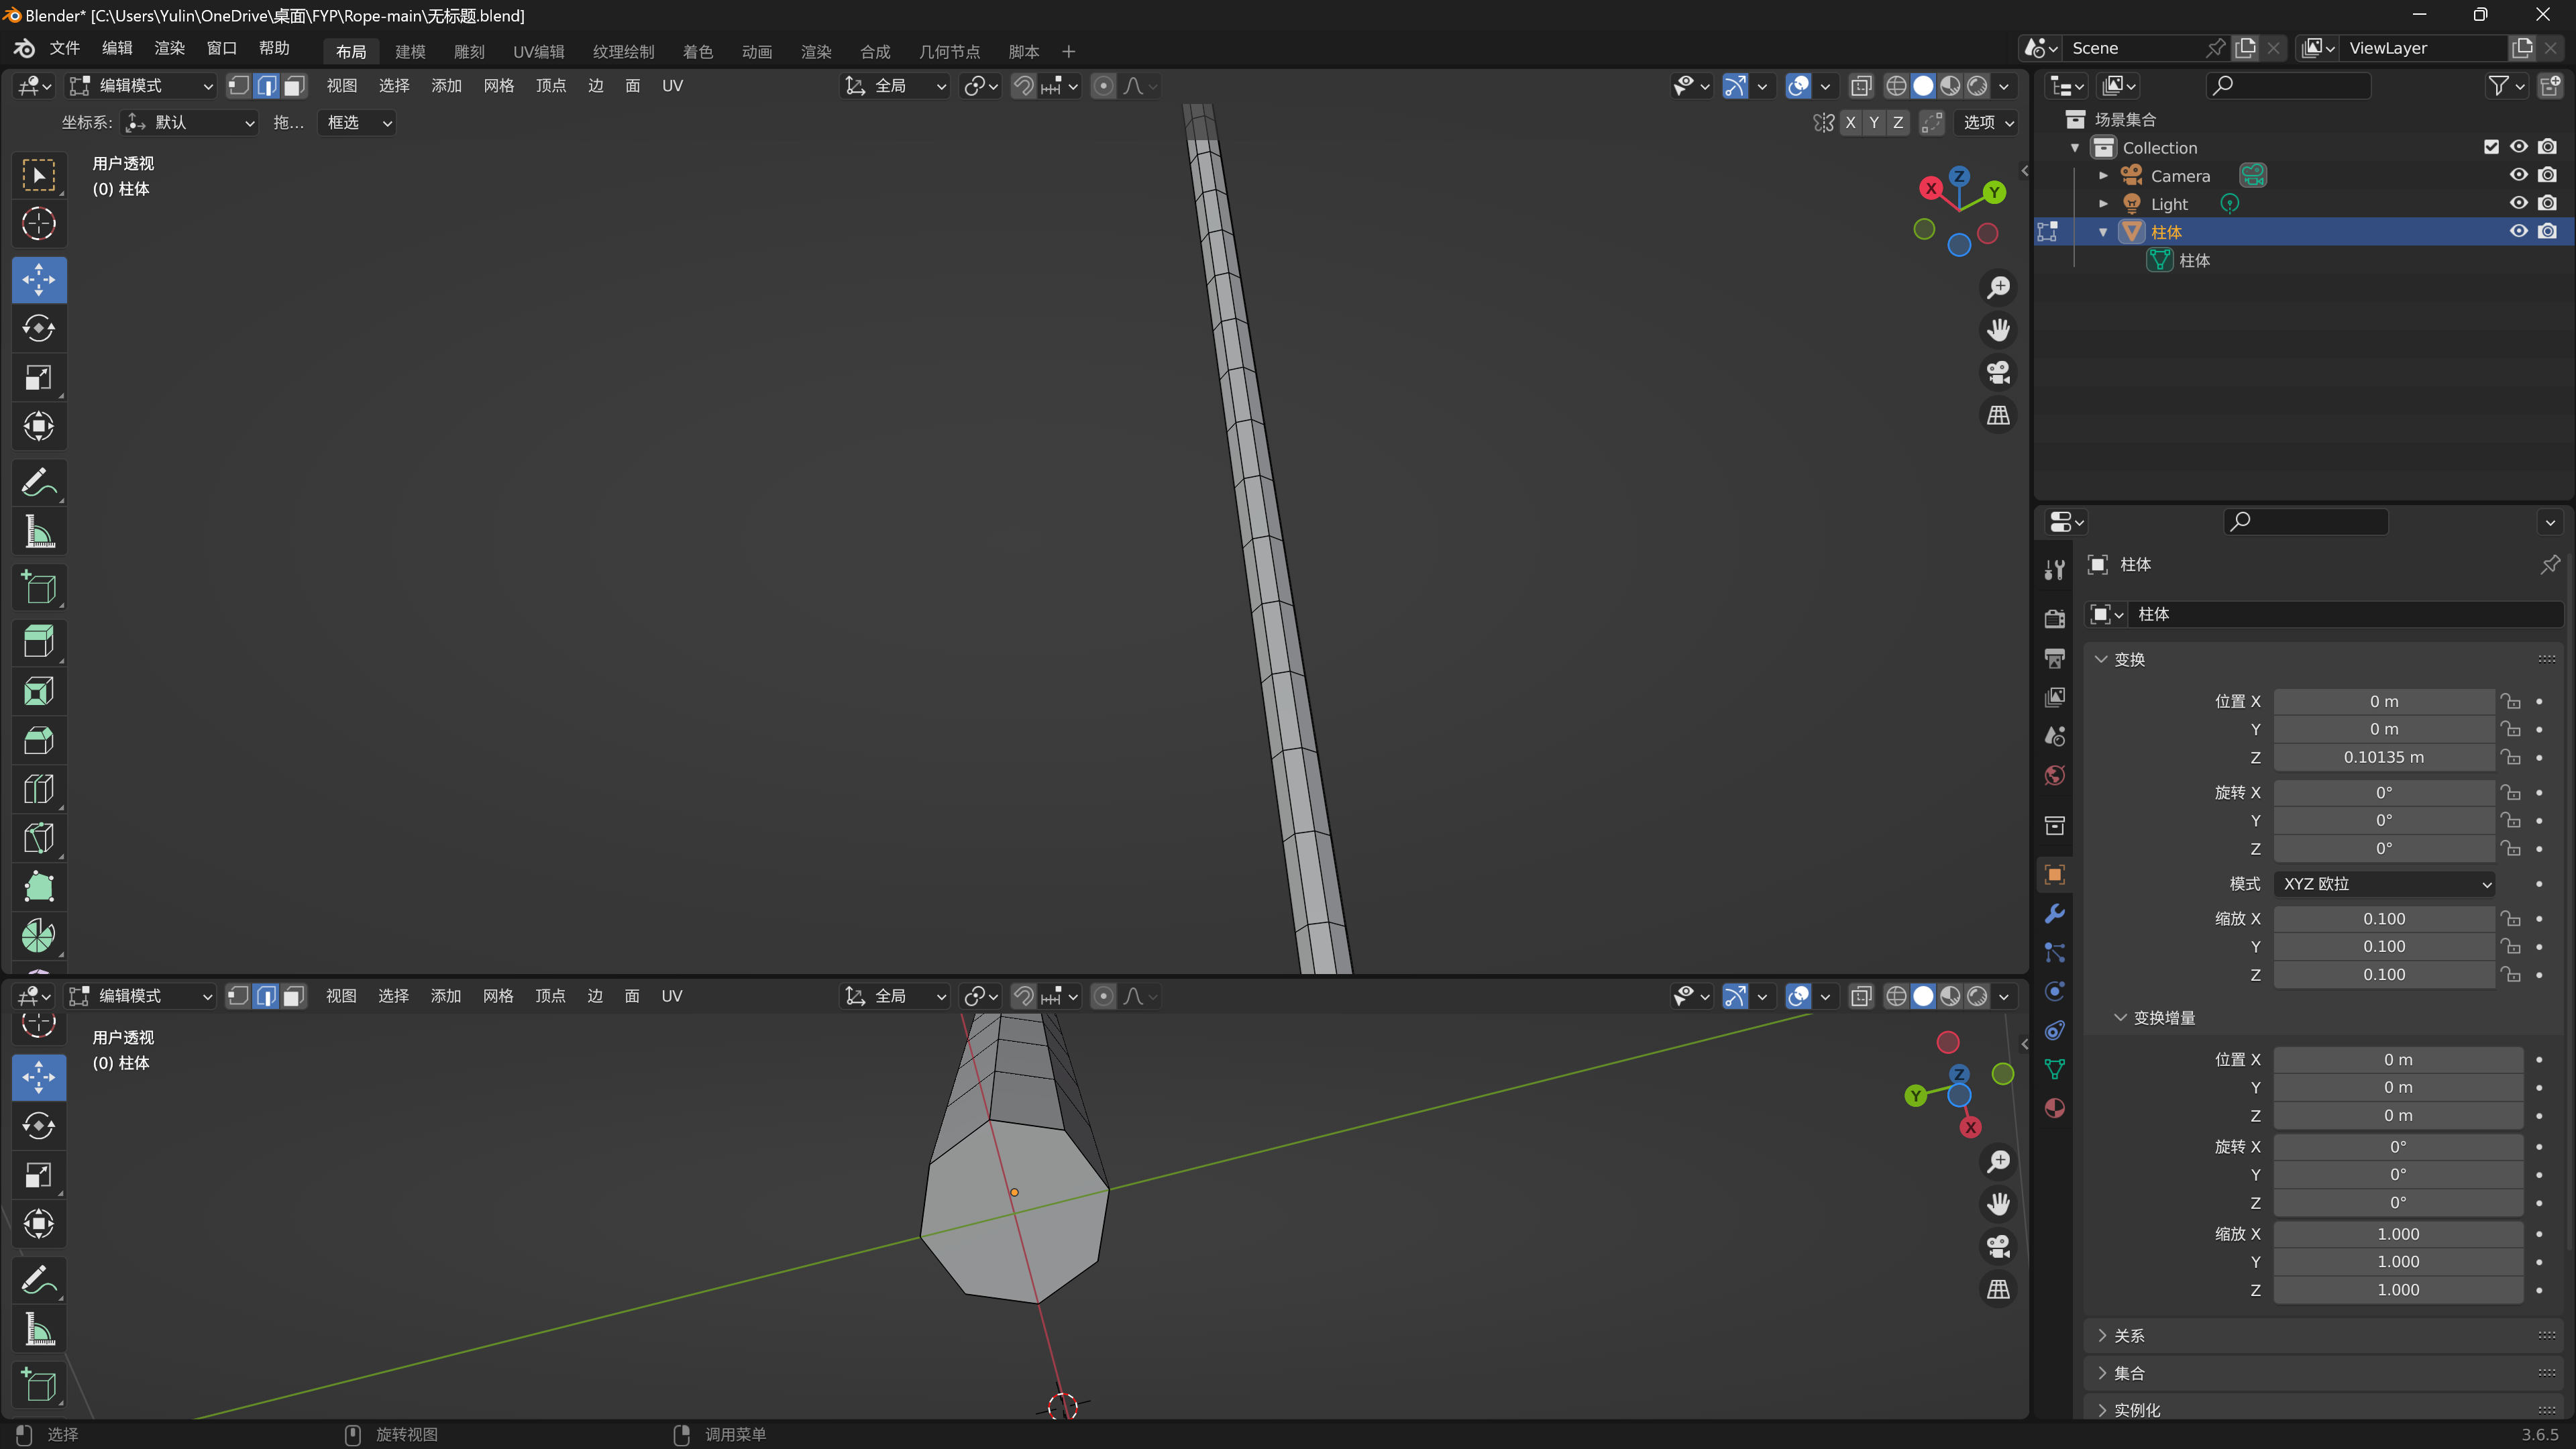 Blender* [C:\Users\Yulin\OneDrive\桌面\FYP\Rope-main\无标题.blend]
文件 编辑 渲染 窗口 帮助 布局 建模 雕刻 UV编辑 纹理绘制 着色 动画 渲染 合成 几何节点 脚本 + Scene ViewLayer
编辑模式 视图 选择 添加 网格 顶点 边 面 UV 全局
坐标系: 默认 拖... 框选 X Y Z 选项
用户透视
(0) 柱体
X Z Y
场景集合
Collection
Camera
Light
柱体
柱体
柱体
柱体
变换
位置 X 0 m
Y 0 m
Z 0.10135 m
旋转 X 0°
Y 0°
Z 0°
模式 XYZ 欧拉
缩放 X 0.100
Y 0.100
Z 0.100
变换增量
位置 X 0 m
Y 0 m
Z 0 m
旋转 X 0°
Y 0°
Z 0°
缩放 X 1.000
Y 1.000
Z 1.000
关系
集合
实例化
编辑模式 视图 选择 添加 网格 顶点 边 面 UV 全局
用户透视
(0) 柱体
Z
Y
X
选择 旋转视图 调用菜单 3.6.5